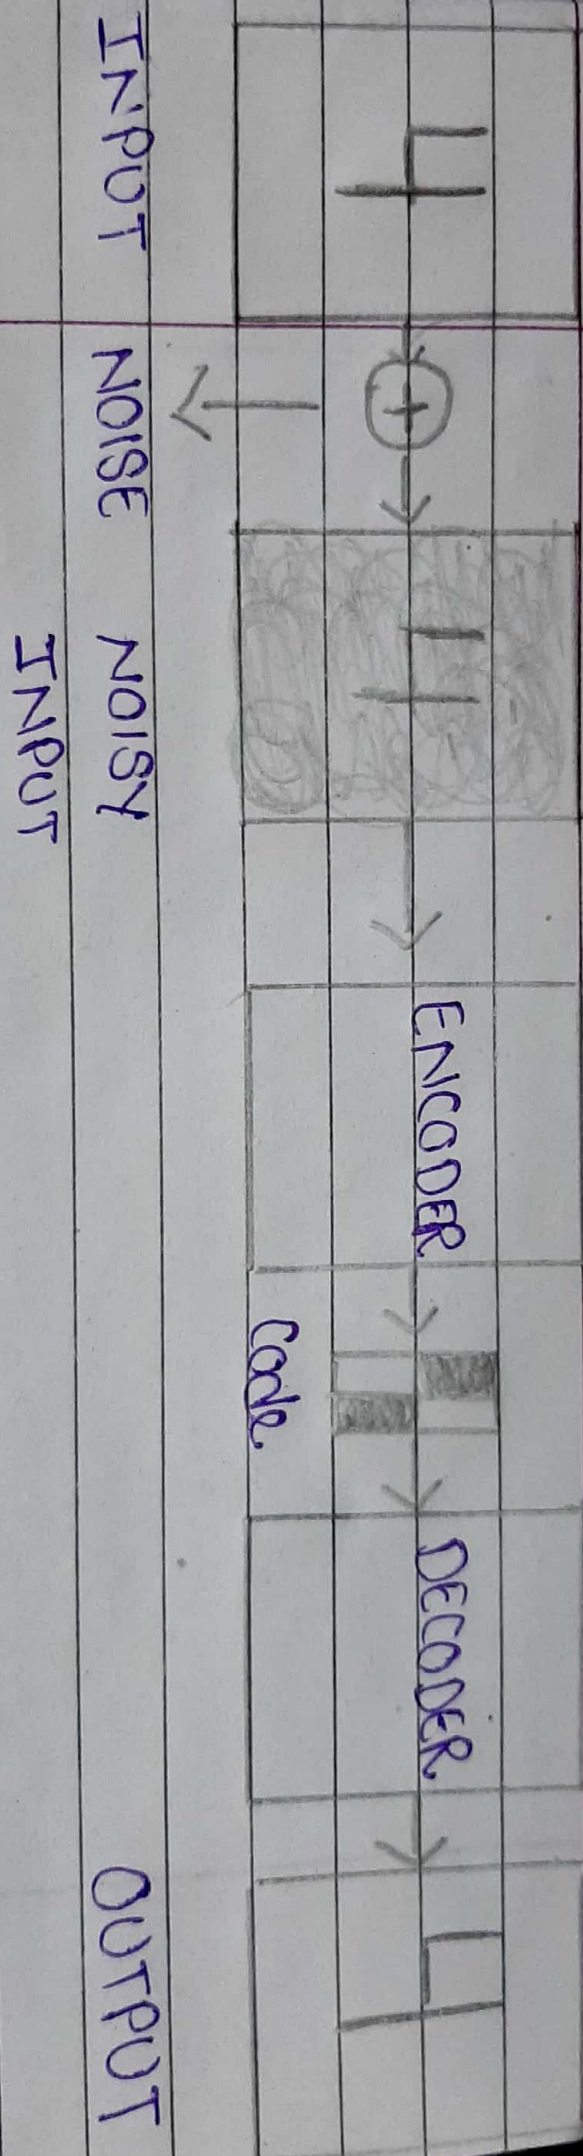 4
+
ENCODER
DECODER
4
Code
INPUT
NOISE
NOISY
INPUT
OUTPUT